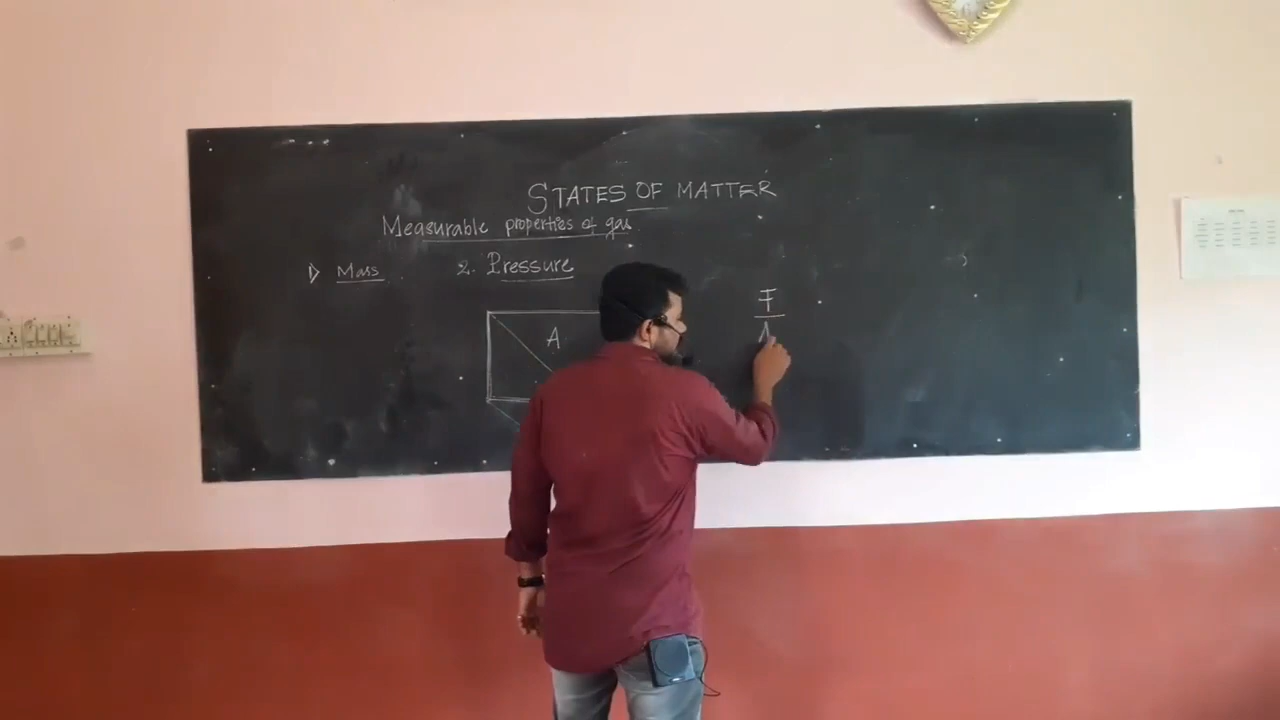 STATES OF MATTER
Measurable properties of gas
1) Mass
2. Pressure
A
F
A